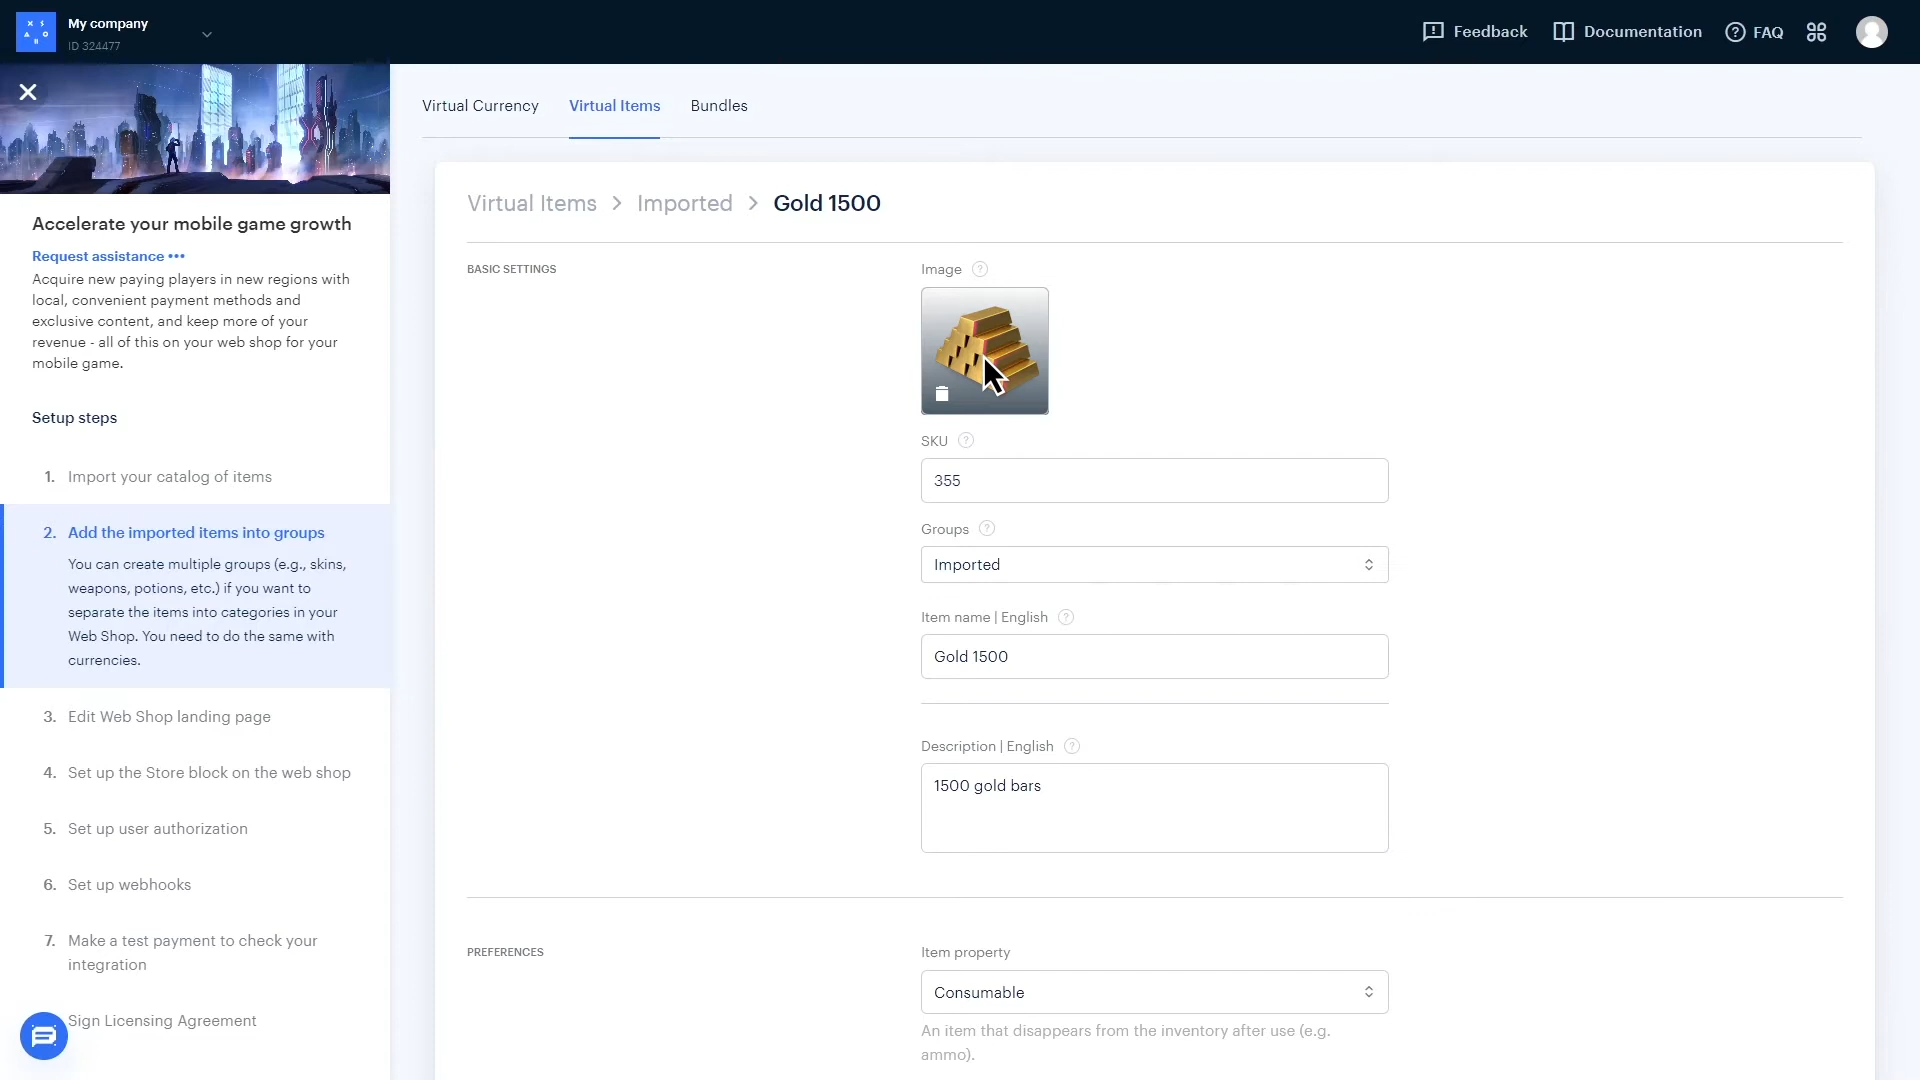 My company
ID 324477
Feedback
Documentation
FAQ
Accelerate your mobile game growth
Request assistance •••
Acquire new paying players in new regions with
local, convenient payment methods and
exclusive content, and keep more of your
revenue - all of this on your web shop for your
mobile game.
Setup steps
1. Import your catalog of items
2. Add the imported items into groups
You can create multiple groups (e.g., skins,
weapons, potions, etc.) if you want to
separate the items into categories in your
Web Shop. You need to do the same with
currencies.
3. Edit Web Shop landing page
4. Set up the Store block on the web shop
5. Set up user authorization
6. Set up webhooks
7. Make a test payment to check your
integration
Sign Licensing Agreement
Virtual Currency
Virtual Items
Bundles
Virtual Items > Imported > Gold 1500
BASIC SETTINGS
Image ?
SKU ?
355
Groups ?
Imported
Item name | English ?
Gold 1500
Description | English ?
1500 gold bars
PREFERENCES
Item property
Consumable
An item that disappears from the inventory after use (e.g.
ammo).